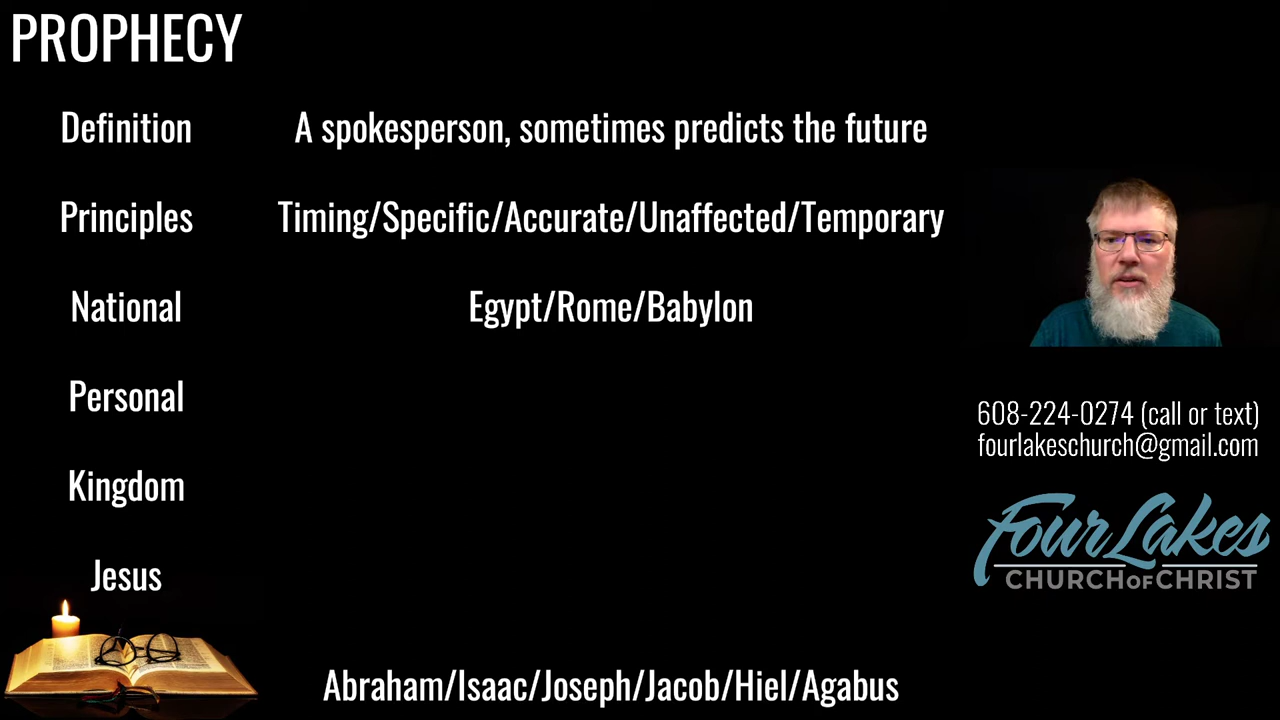 PROPHECY
Definition
A spokesperson, sometimes predicts the future
Principles
Timing/Specific/Accurate/Unaffected/Temporary
National
Egypt/Rome/Babylon
Personal
Kingdom
Jesus
Abraham/Isaac/Joseph/Jacob/Hiel/Agabus
608-224-0274 (call or text)
fourlakeschurch@gmail.com
Four Lakes
CHURCH OF CHRIST